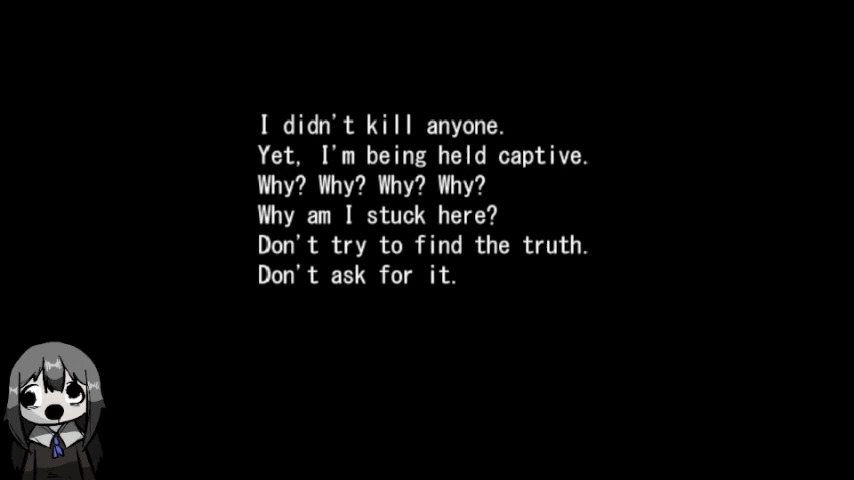 I didn't kill anyone.
Yet, I'm being held captive.
Why? Why? Why? Why?
Why am I stuck here?
Don't try to find the truth.
Don't ask for it.